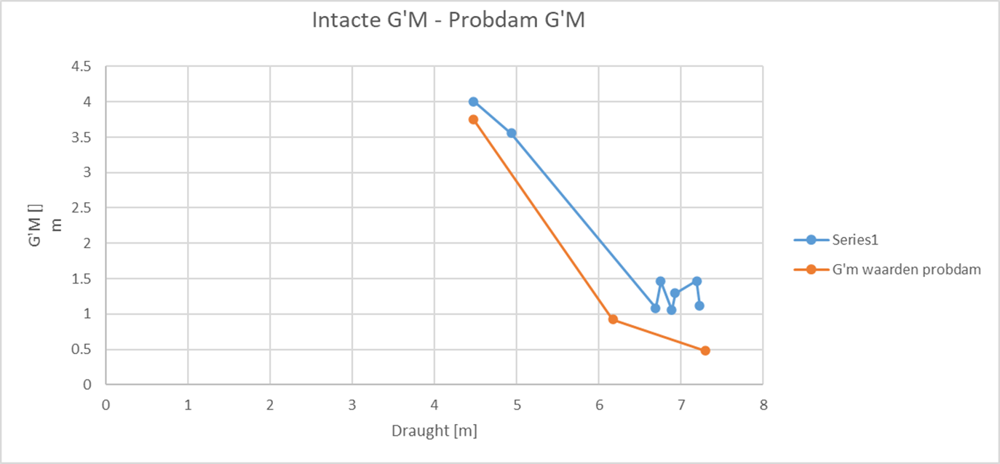 Intacte G'M - Probdam G'M
4.5
4
3.5
3
2.5
2
1.5
1
0.5
0
G'M []
m
0 1 2 3 4 5 6 7 8
Draught [m]
Series1
G'm waarden probdam